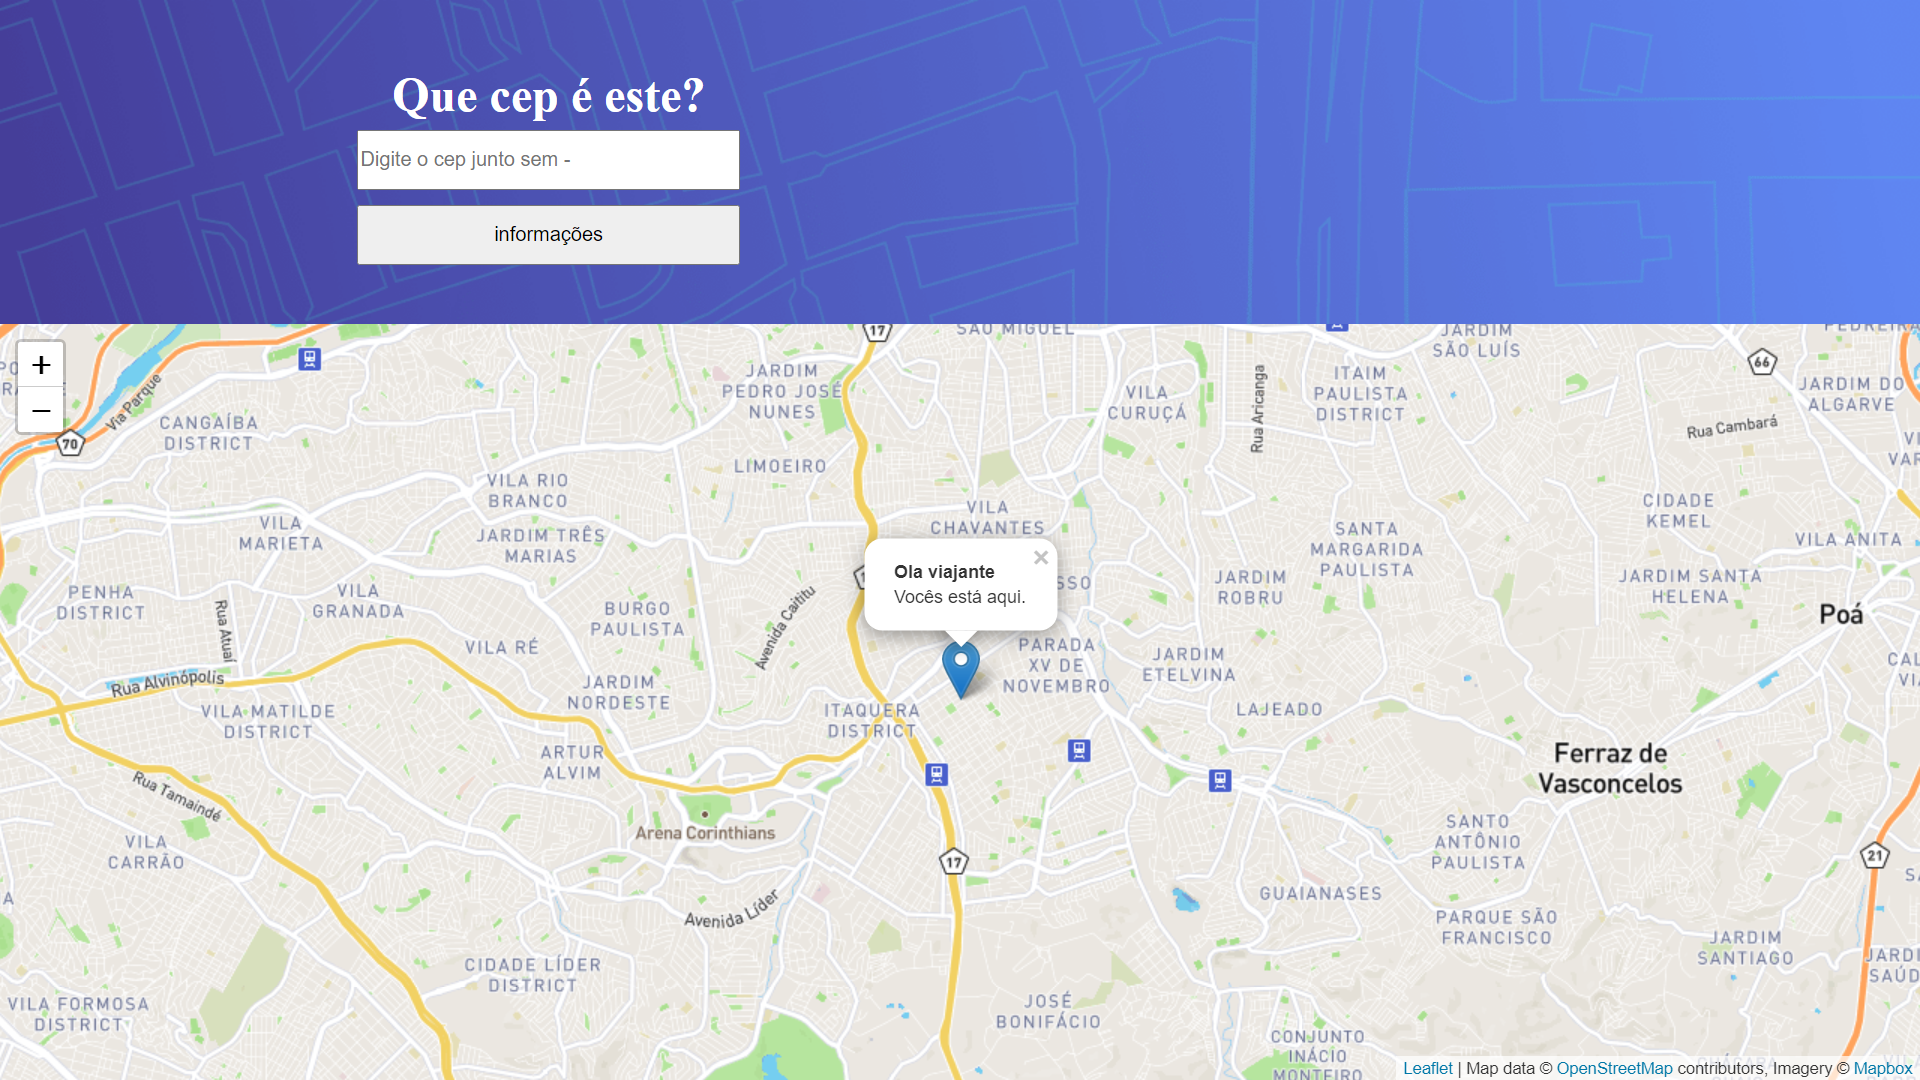 Que cep é este?
Digite o cep junto sem -
informações
+
−
17
SÃO MIGUEL
JARDIM
SÃO LUÍS
66
JARDIM
PEDRO JOSÉ
NUNES
ITAIM
PAULISTA
DISTRICT
VILA
CURUÇÁ
Rua Aricanga
JARDIM DO
ALGARVE
Via Parque
CANGAÍBA
DISTRICT
Rua Cambará
70
LIMOEIRO
VILA RIO
BRANCO
CIDADE
KEMEL
VILA
CHAVANTES
VILA
MARIETA
JARDIM TRÊS
MARIAS
SANTA
MARGARIDA
PAULISTA
VILA ANITA
×
Ola viajante
Vocês está aqui.
JARDIM
ROBRU
JARDIM SANTA
HELENA
PENHA
DISTRICT
VILA
GRANADA
Rua Atuaí
BURGO
PAULISTA
Avenida Caititu
Poá
VILA RÉ
PARADA
XV DE
NOVEMBRO
JARDIM
ETELVINA
Rua Alvinópolis
JARDIM
NORDESTE
VILA MATILDE
DISTRICT
ITAQUERA
DISTRICT
LAJEADO
ARTUR
ALVIM
Ferraz de
Vasconcelos
Rua Tamaindé
Arena Corinthians
VILA
CARRÃO
SANTO
ANTÔNIO
PAULISTA
17
21
GUAIANASES
Avenida Líder
PARQUE SÃO
FRANCISCO
JARDIM
SANTIAGO
CIDADE LÍDER
DISTRICT
VILA FORMOSA
DISTRICT
JOSÉ
BONIFÁCIO
CONJUNTO
INÁCIO
MONTEIRO
Leaflet | Map data © OpenStreetMap contributors, Imagery © Mapbox